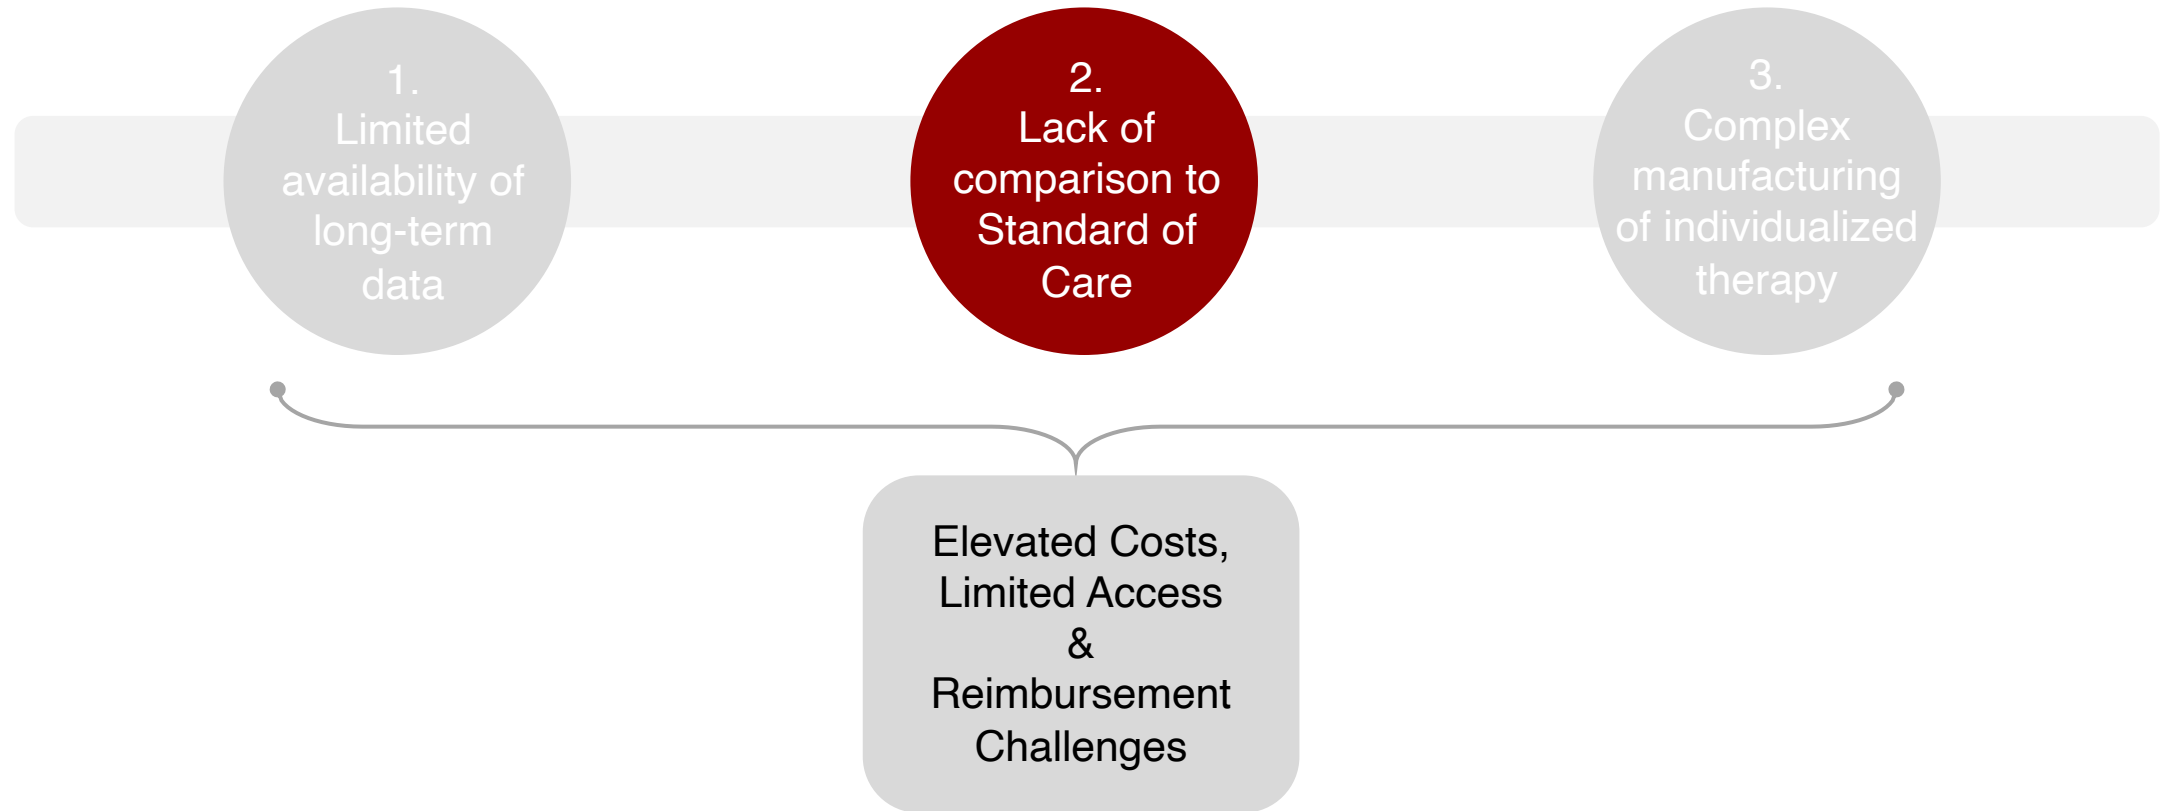 1.
Limited
availability of
long-term
data
2.
Lack of
comparison to
Standard of
Care
3.
Complex
manufacturing
of individualized
therapy
Elevated Costs,
Limited Access
&
Reimbursement
Challenges